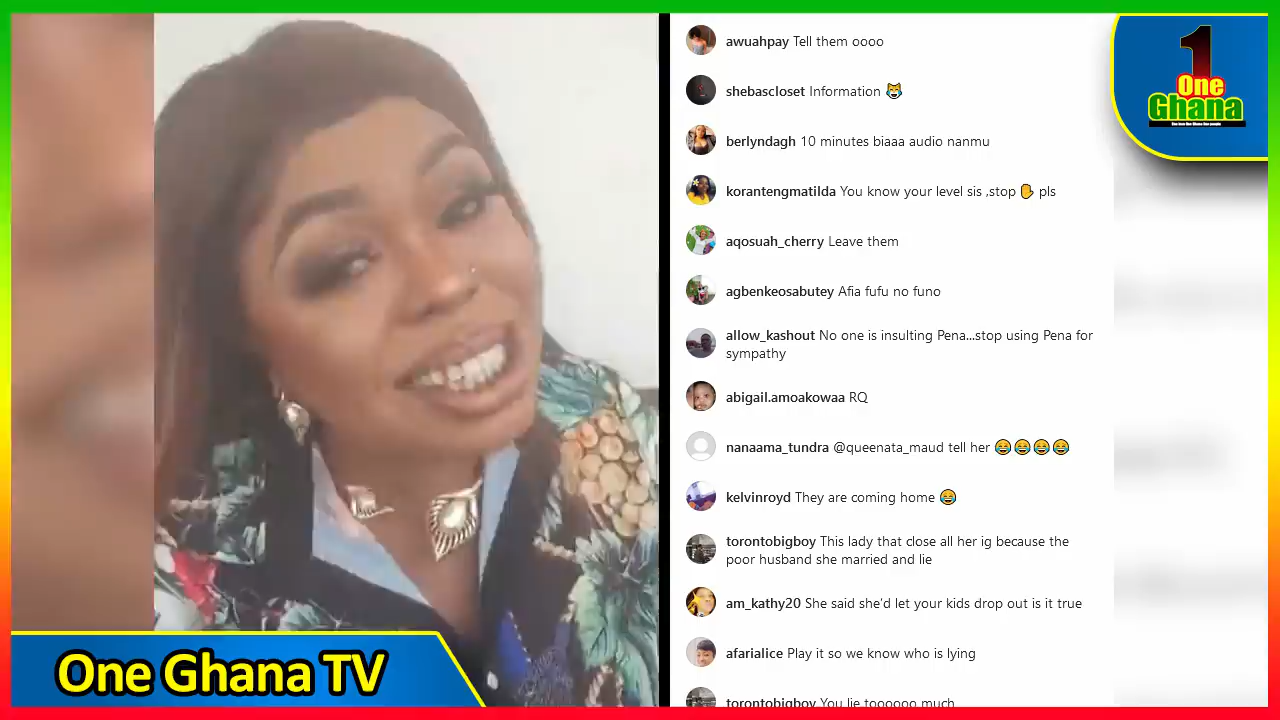 awuahpay Tell them oooo
shebascloset Information 😹
berlyndagh 10 minutes biaaa audio nanmu
korantengmatilda You know your level sis ,stop ✋ pls
aqosuah_cherry Leave them
agbenkeosabutey Afia fufu no funo
allow_kashout No one is insulting Pena...stop using Pena for
sympathy
abigail.amoakowaa RQ
nanaama_tundra @queenata_maud tell her 😂😂😂😂
kelvinroyd They are coming home 😂
torontobigboy This lady that close all her ig because the
poor husband she married and lie
am_kathy20 She said she'd let your kids drop out is it true
afarialice Play it so we know who is lying
torontobigboy You lie toooooo much
1
One
Ghana
One Ghana TV